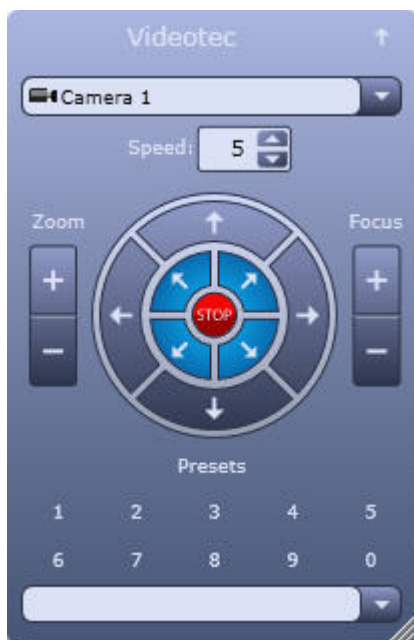 Videotec
Camera 1
Speed: 5
Zoom Focus
+ +
STOP
- -
Presets
1 2 3 4 5
6 7 8 9 0